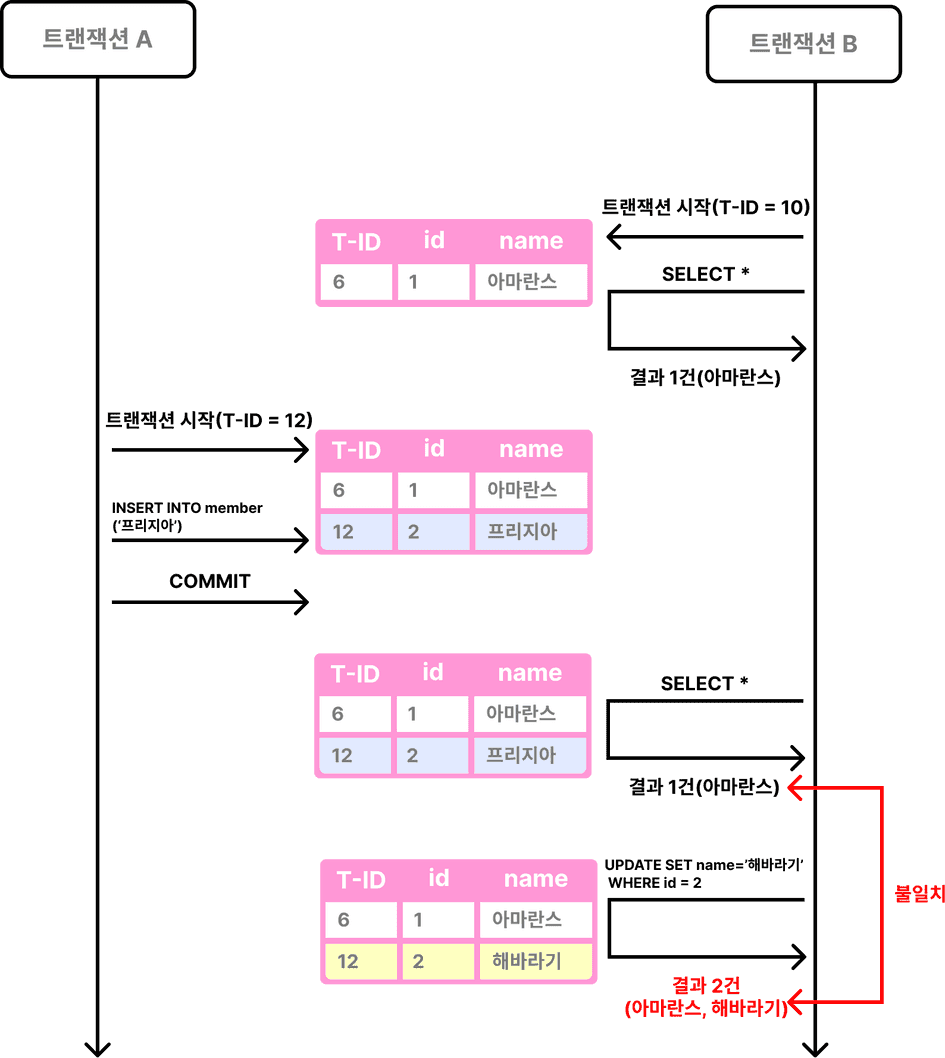 트랜잭션 A
트랜잭션 B
트랜잭션 시작(T-ID = 10)
T-ID id name
6 1 아마란스
SELECT *
결과 1건(아마란스)
트랜잭션 시작(T-ID = 12)
T-ID id name
6 1 아마란스
12 2 프리지아
INSERT INTO member
(‘프리지아’)
COMMIT
T-ID id name
6 1 아마란스
12 2 프리지아
SELECT *
결과 1건(아마란스)
UPDATE SET name=‘해바라기’
WHERE id = 2
T-ID id name
6 1 아마란스
12 2 해바라기
불일치
결과 2건
(아마란스, 해바라기)